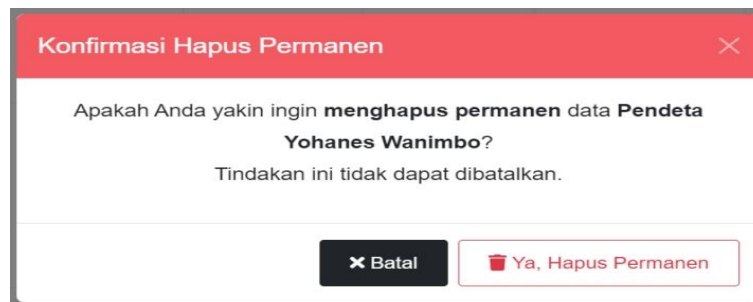 Konfirmasi Hapus Permanen
Apakah Anda yakin ingin menghapus permanen data Pendeta
Yohanes Wanimbo?
Tindakan ini tidak dapat dibatalkan.
Batal
Ya, Hapus Permanen